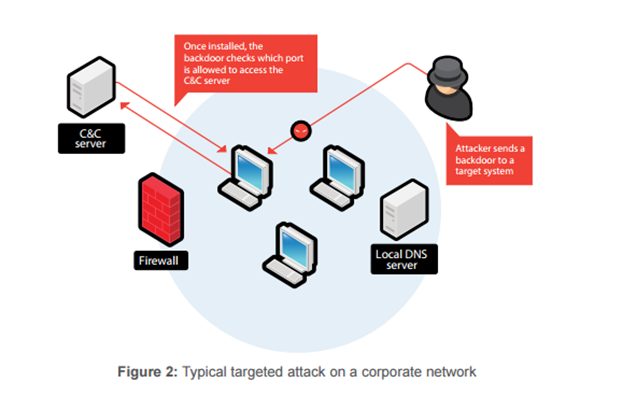 Once installed, the
backdoor checks which port
is allowed to access the
C&C server
C&C
server
Attacker sends a
backdoor to a
target system
Firewall
Local DNS
server
Figure 2: Typical targeted attack on a corporate network